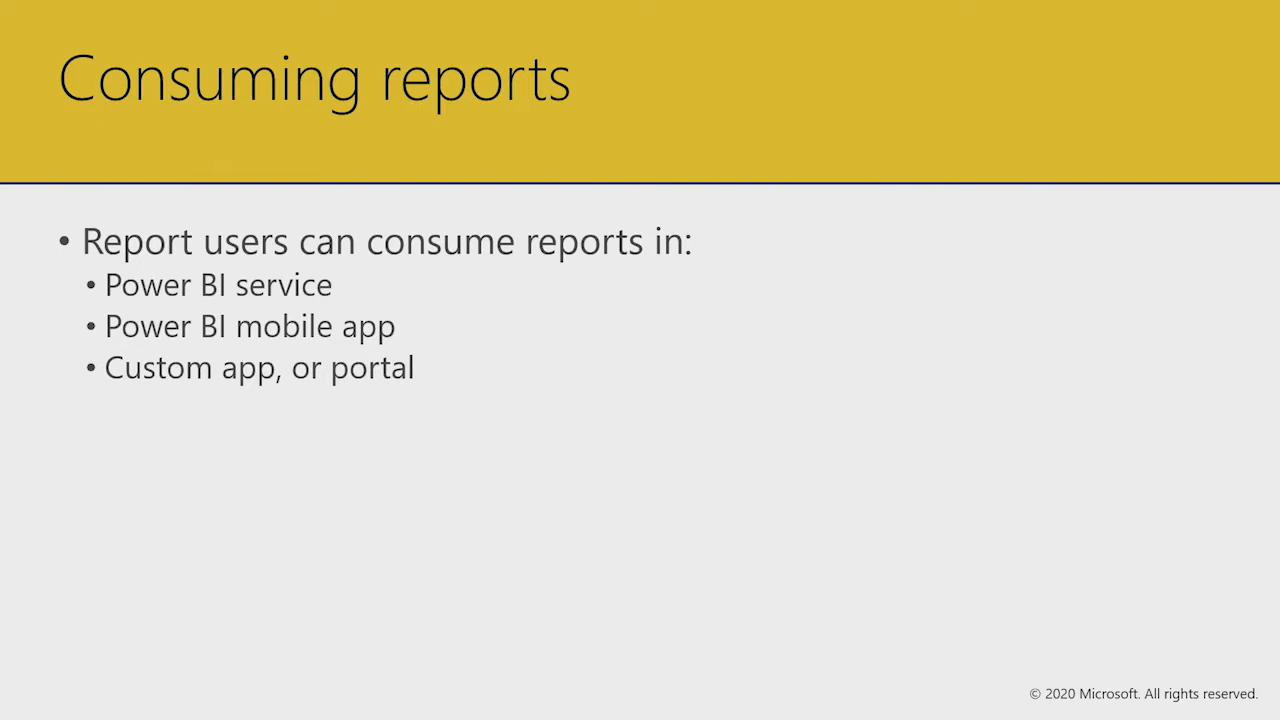 Consuming reports
• Report users can consume reports in:
• Power BI service
• Power BI mobile app
• Custom app, or portal
© 2020 Microsoft. All rights reserved.